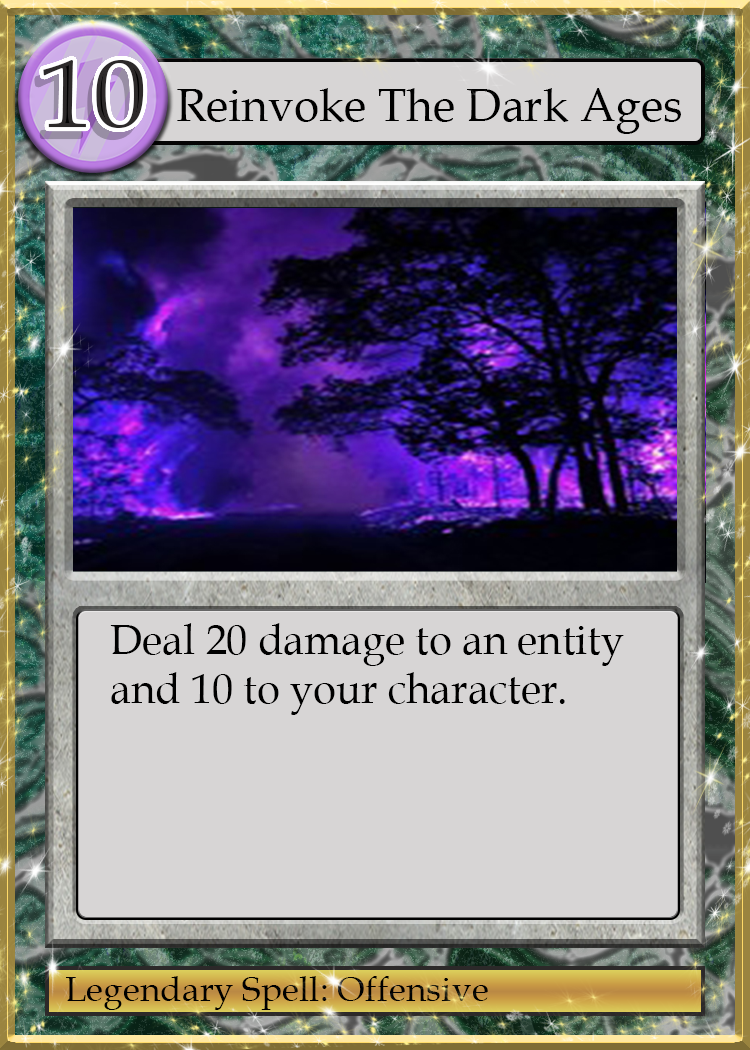 10
Reinvoke The Dark Ages
Deal 20 damage to an entity
and 10 to your character.
Legendary Spell: Offensive